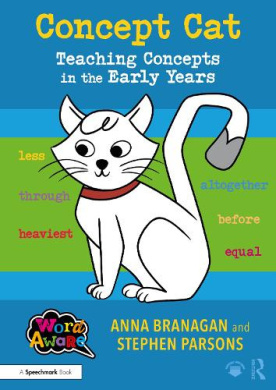 Concept Cat
Teaching Concepts
in the Early Years
less
altogether
through
before
heaviest
equal
Word
Aware
ANNA BRANAGAN and
STEPHEN PARSONS
A Speechmark Book
R